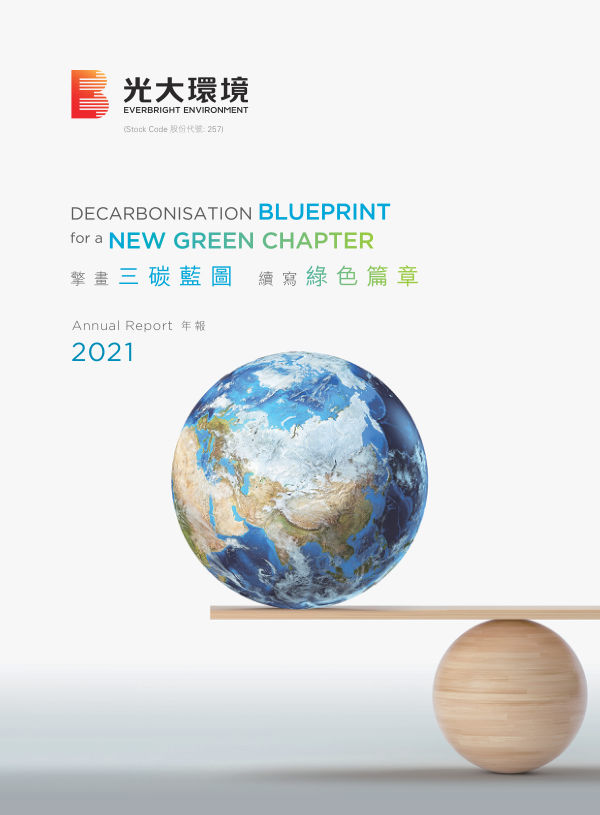 光大環境
EVERBRIGHT ENVIRONMENT
(Stock Code 股份代號: 257)
DECARBONISATION BLUEPRINT
for a NEW GREEN CHAPTER
擎畫三碳藍圖 續寫綠色篇章
Annual Report 年報
2021